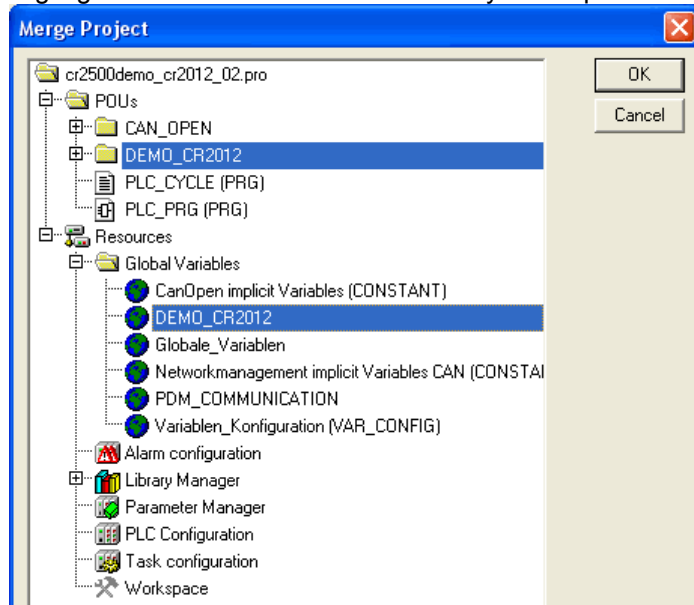 Merge Project
cr2500demo_cr2012_02.pro
OK
POUs
Cancel
CAN_OPEN
DEMO_CR2012
PLC_CYCLE (PRG)
PLC_PRG (PRG)
Resources
Global Variables
CanOpen implicit Variables (CONSTANT)
DEMO_CR2012
Globale_Variablen
Networkmanagement implicit Variables CAN (CONSTAI
PDM_COMMUNICATION
Variablen_Konfiguration (VAR_CONFIG)
Alarm configuration
Library Manager
Parameter Manager
PLC Configuration
Task configuration
Workspace